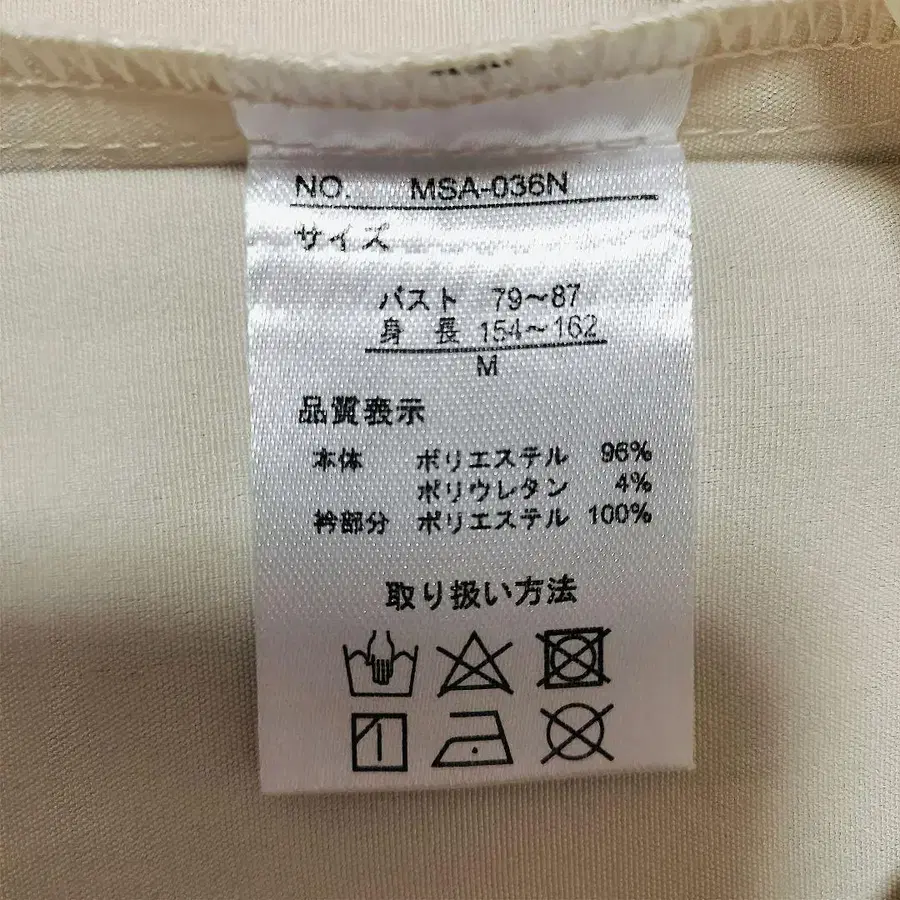 NO. MSA-036N
サイズ
バスト 79～87
身長 154～162
M
品質表示
本体 ポリエステル 96%
ポリウレタン 4%
衿部分 ポリエステル 100%
取り扱い方法